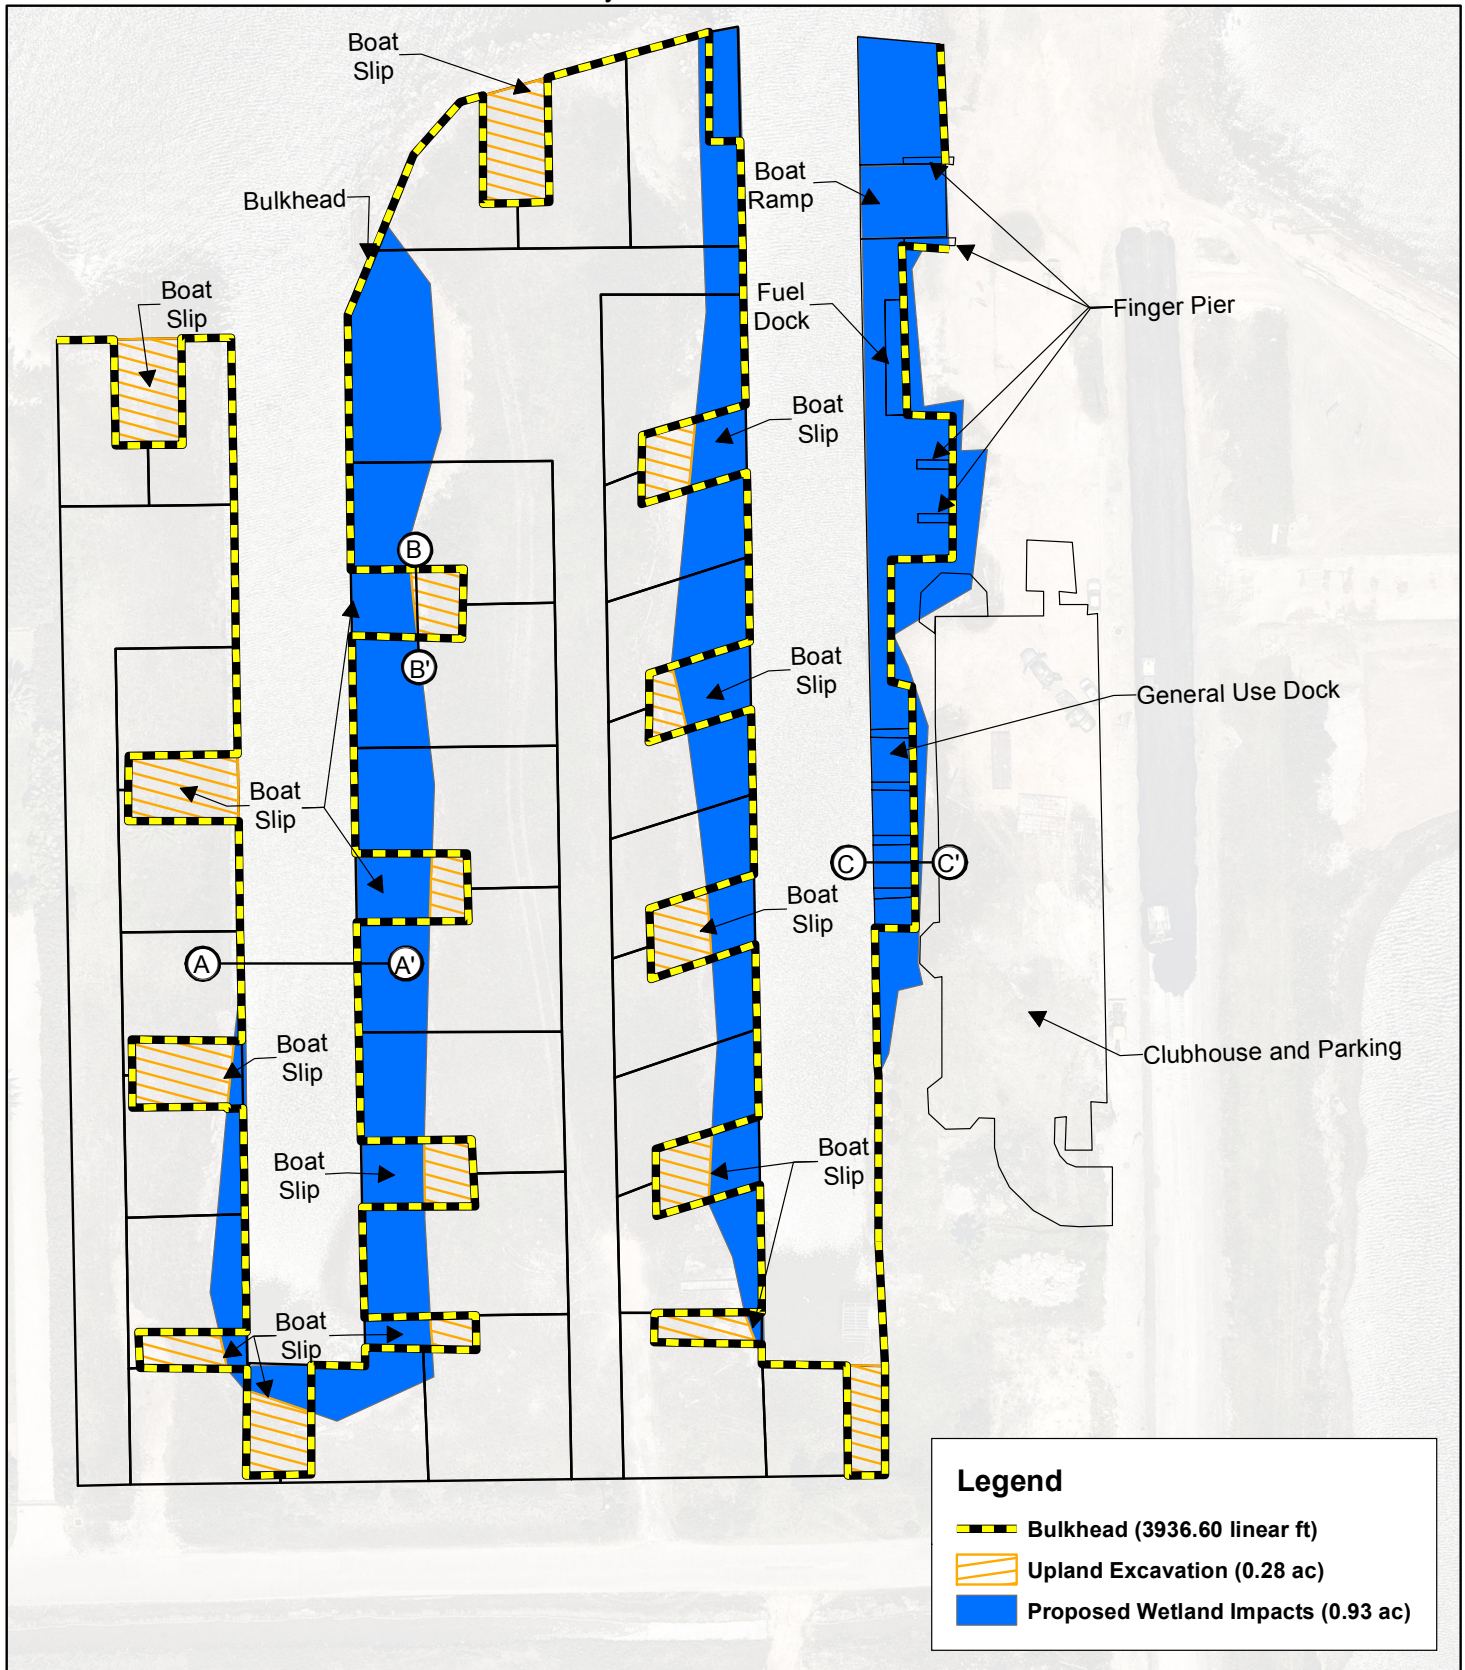 Boat
Slip
Bulkhead
Boat
Ramp
Boat
Slip
Fuel
Dock
Finger Pier
Boat
Slip
B
B'
Boat
Slip
General Use Dock
Boat
Slip
C
C'
Boat
Slip
A
A'
Boat
Slip
Clubhouse and Parking
Boat
Slip
Boat
Slip
Boat
Slip
Legend
Bulkhead (3936.60 linear ft)
Upland Excavation (0.28 ac)
Proposed Wetland Impacts (0.93 ac)